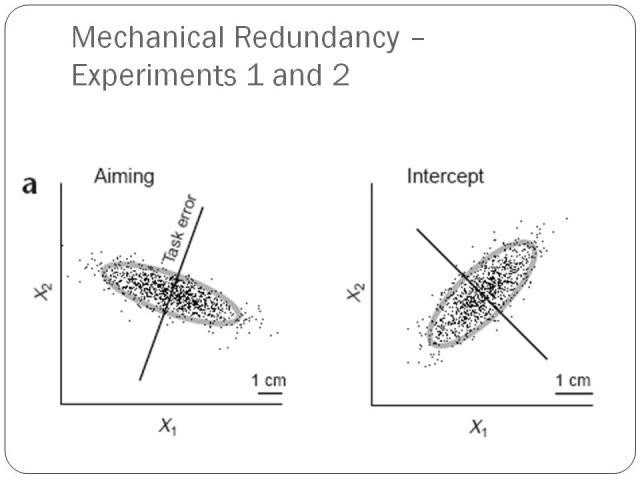 Mechanical Redundancy –
Experiments 1 and 2
a
Aiming
Task error
X2
1 cm
X1
Intercept
X2
1 cm
X1